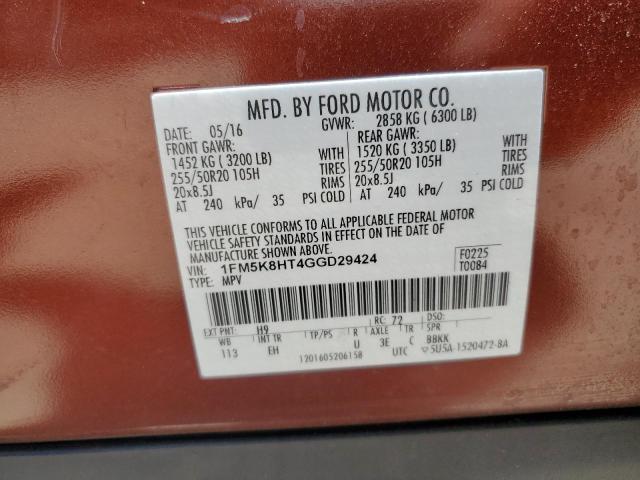 MFD. BY FORD MOTOR CO.
DATE: 05/16 GVWR: 2858 KG ( 6300 LB)
FRONT GAWR: REAR GAWR:
1452 KG ( 3200 LB) WITH 1520 KG ( 3350 LB) WITH
255/50R20 105H TIRES 255/50R20 105H TIRES
20x8.5J RIMS 20x8.5J RIMS
AT 240 kPa/ 35 PSI COLD AT 240 kPa/ 35 PSI COLD
THIS VEHICLE CONFORMS TO ALL APPLICABLE FEDERAL MOTOR
VEHICLE SAFETY STANDARDS IN EFFECT ON THE DATE OF
MANUFACTURE SHOWN ABOVE.
VIN: 1FM5K8HT4GGD29424 F0225
TYPE: MPV T0084
EXT PNT: H9 RC: 72 DSO:
WB INT TR TP/PS R AXLE TR SPR
113 EH U 3E C BBKK
1201605206158 UTC ▽5U5A-1520472-8A